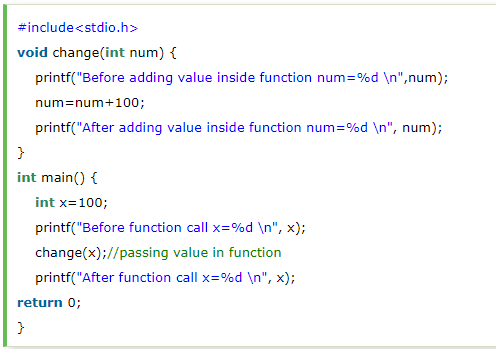 #include<stdio.h>
void change(int num) {
printf("Before adding value inside function num=%d \n",num);
num=num+100;
printf("After adding value inside function num=%d \n", num);
}
int main() {
int x=100;
printf("Before function call x=%d \n", x);
change(x);//passing value in function
printf("After function call x=%d \n", x);
return 0;
}